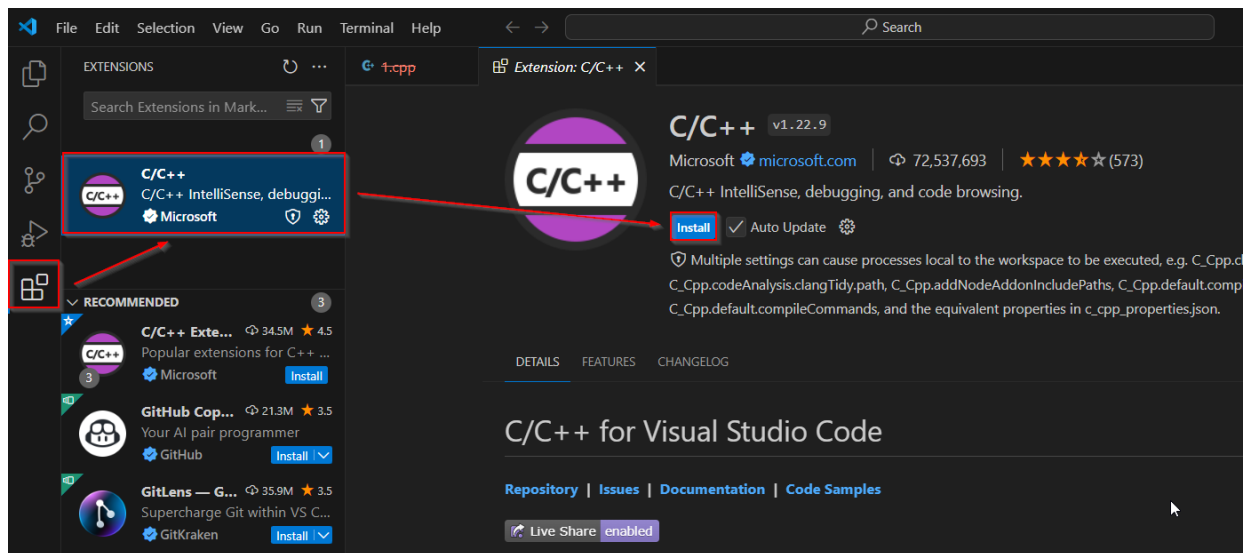 File Edit Selection View Go Run Terminal Help
Search
EXTENSIONS
Search Extensions in Mark...
1
C/C++
C/C++
C/C++ IntelliSense, debuggi...
Microsoft
RECOMMENDED 3
C/C++
3
C/C++ Exte... 34.5M ★ 4.5
Popular extensions for C++ ...
Microsoft Install
GitHub Cop... 21.3M ★ 3.5
Your AI pair programmer
GitHub Install
GitLens — G... 35.9M ★ 3.5
Supercharge Git within VS C...
GitKraken Install
1.cpp
Extension: C/C++
C/C++
C/C++ v1.22.9
Microsoft microsoft.com 72,537,693 (573)
C/C++ IntelliSense, debugging, and code browsing.
Install Auto Update
Multiple settings can cause processes local to the workspace to be executed, e.g. C_Cpp.cl
C_Cpp.codeAnalysis.clangTidy.path, C_Cpp.addNodeAddonIncludePaths, C_Cpp.default.comp
C_Cpp.default.compileCommands, and the equivalent properties in c_cpp_properties.json.
DETAILS FEATURES CHANGELOG
C/C++ for Visual Studio Code
Repository | Issues | Documentation | Code Samples
Live Share enabled